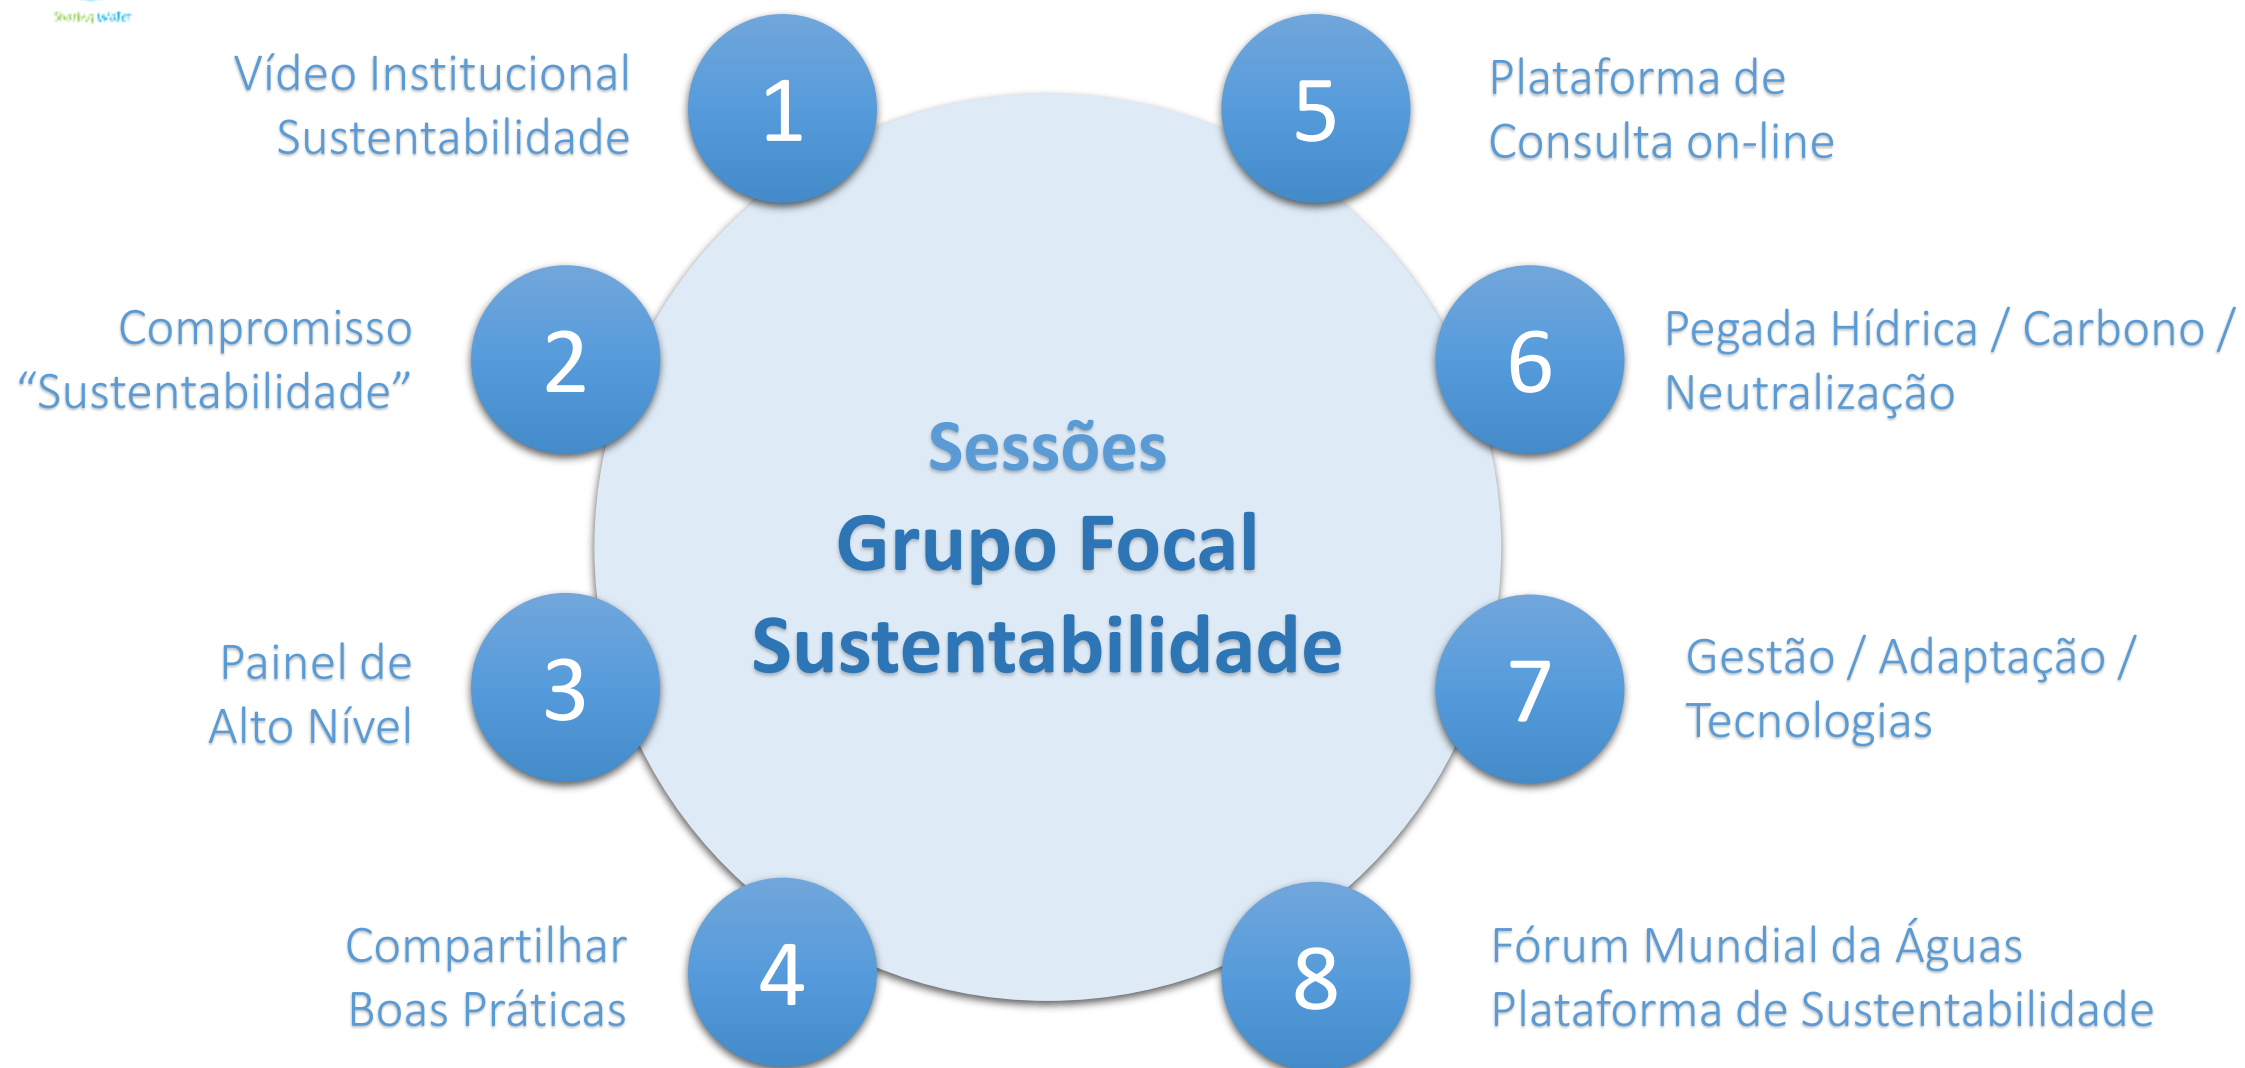 Sharing Water
Vídeo Institucional
Sustentabilidade
1
Compromisso
“Sustentabilidade”
2
Painel de
Alto Nível
3
Compartilhar
Boas Práticas
4
Sessões
Grupo Focal
Sustentabilidade
5
Plataforma de
Consulta on-line
6
Pegada Hídrica / Carbono /
Neutralização
7
Gestão / Adaptação /
Tecnologias
8
Fórum Mundial da Águas
Plataforma de Sustentabilidade